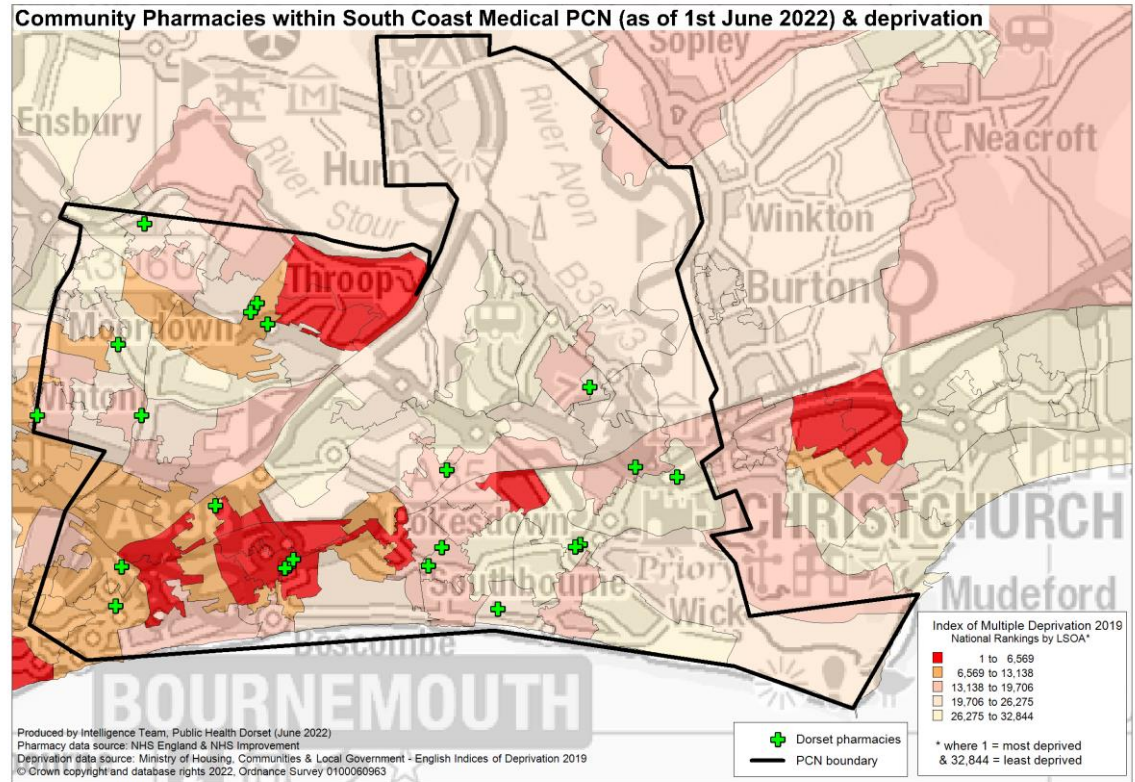 Community Pharmacies within South Coast Medical PCN (as of 1st June 2022) & deprivation
Sopley
Ensbury
River Avon
Neacroft
Hurn
River Stour
Winkton
Throop
Burton
Moordown
Winton
CHRISTCHURCH
Southbourne
Priory
Wick
Mudeford
Boscombe
BOURNEMOUTH
Index of Multiple Deprivation 2019
National Rankings by LSOA*
1 to 6,569
6,569 to 13,138
13,138 to 19,706
19,706 to 26,275
26,275 to 32,844
* where 1 = most deprived
& 32,844 = least deprived
Dorset pharmacies
PCN boundary
Produced by Intelligence Team, Public Health Dorset (June 2022)
Pharmacy data source: NHS England & NHS Improvement
Deprivation data source: Ministry of Housing, Communities & Local Government - English Indices of Deprivation 2019
© Crown copyright and database rights 2022, Ordnance Survey 0100060963